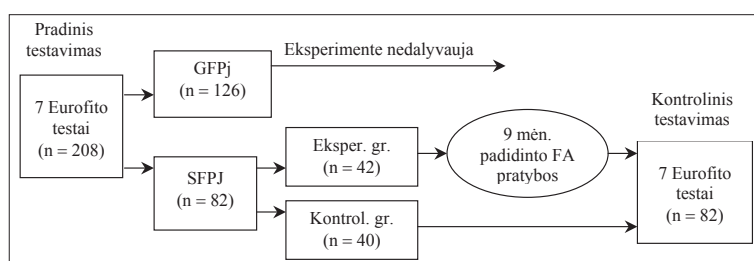 Pradinis
testavimas
7 Eurofito
testai
(n = 208)
GFPj
(n = 126)
Eksperimente nedalyvauja
SFPJ
(n = 82)
Eksper. gr.
(n = 42)
Kontrol. gr.
(n = 40)
9 mėn.
padidinto FA
pratybos
Kontrolinis
testavimas
7 Eurofito
testai
(n = 82)